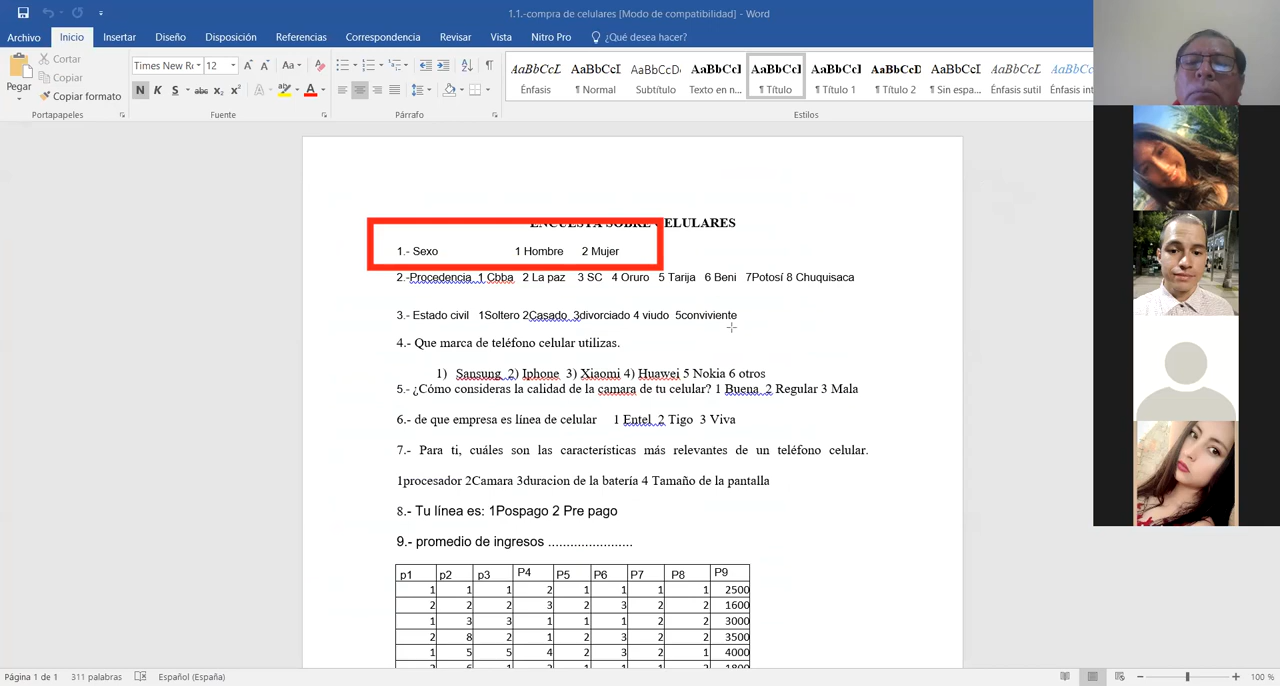 1.1.-compra de celulares [Modo de compatibilidad] - Word
Archivo Inicio Insertar Diseño Disposición Referencias Correspondencia Revisar Vista Nitro Pro ¿Qué desea hacer?
Cortar
Copiar
Copiar formato
Pegar
Times New Ro 12 Aa
N K S abc x₂ x² A A
AaBbCcL AaBbCc AaBbCcDc AaBbCcI AaBbCcI AaBbCcI AaBbCcD AaBbCcI AaBbCcL AaBbCcL
Énfasis ¶ Normal Subtítulo Texto en n... ¶ Título ¶ Título 1 ¶ Título 2 ¶ Sin espa... Énfasis sutil Énfasis int
Portapapeles Fuente Párrafo Estilos
ENCUESTA SOBRE CELULARES
1.- Sexo 1 Hombre 2 Mujer
2.-Procedencia 1 Cbba 2 La paz 3 SC 4 Oruro 5 Tarija 6 Beni 7Potosí 8 Chuquisaca
3.- Estado civil 1Soltero 2Casado 3divorciado 4 viudo 5conviviente
4.- Que marca de teléfono celular utilizas.
1) Sansung 2) Iphone 3) Xiaomi 4) Huawei 5 Nokia 6 otros
5.- ¿Cómo consideras la calidad de la camara de tu celular? 1 Buena 2 Regular 3 Mala
6.- de que empresa es línea de celular 1 Entel 2 Tigo 3 Viva
7.- Para ti, cuáles son las características más relevantes de un teléfono celular.
1procesador 2Camara 3duracion de la batería 4 Tamaño de la pantalla
8.- Tu línea es: 1Pospago 2 Pre pago
9.- promedio de ingresos .......................
p1 p2 p3 P4 P5 P6 P7 P8 P9
1 1 1 2 1 1 1 1 2500
2 2 2 3 2 3 2 2 1600
1 3 3 1 1 1 2 2 3000
2 8 2 1 2 3 2 2 3500
1 5 5 4 2 3 2 1 4000
Página 1 de 1 311 palabras Español (España) 100 %